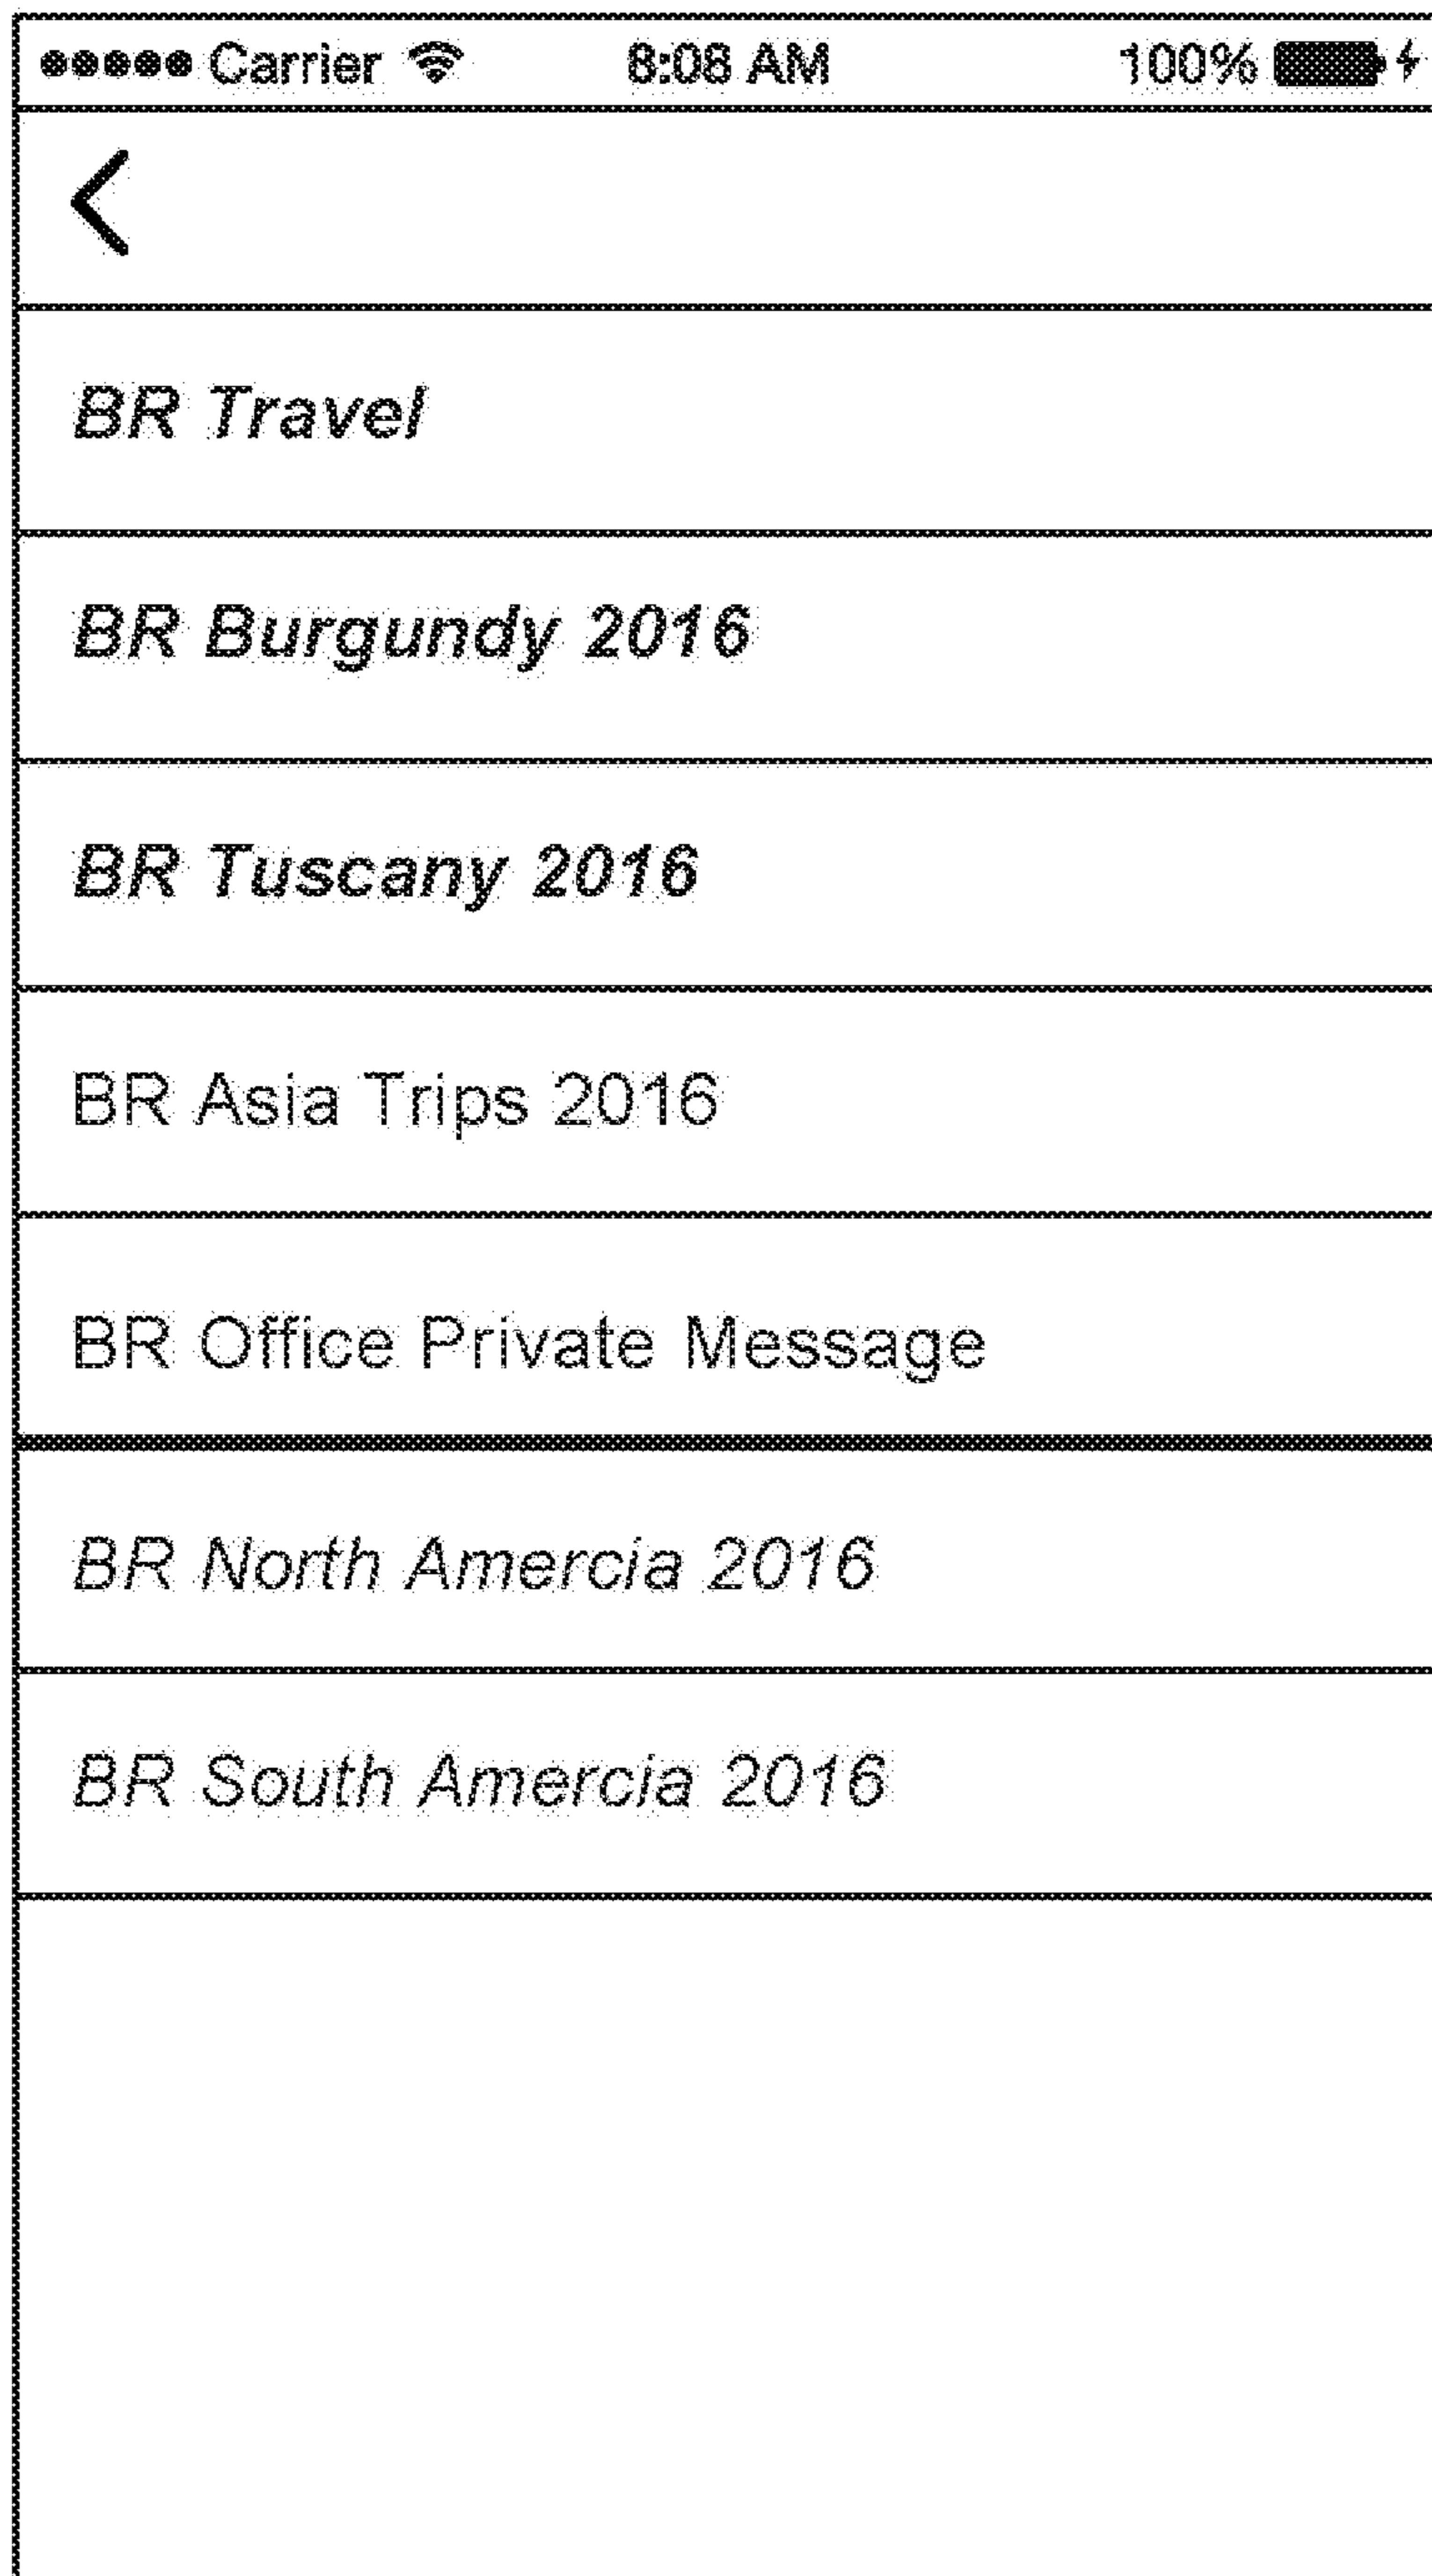 Carrier 8:08 AM 100%
BR Travel
BR Burgundy 2016
BR Tuscany 2016
BR Asia Trips 2016
BR Office Private Message
BR North Amercia 2016
BR South Amercia 2016